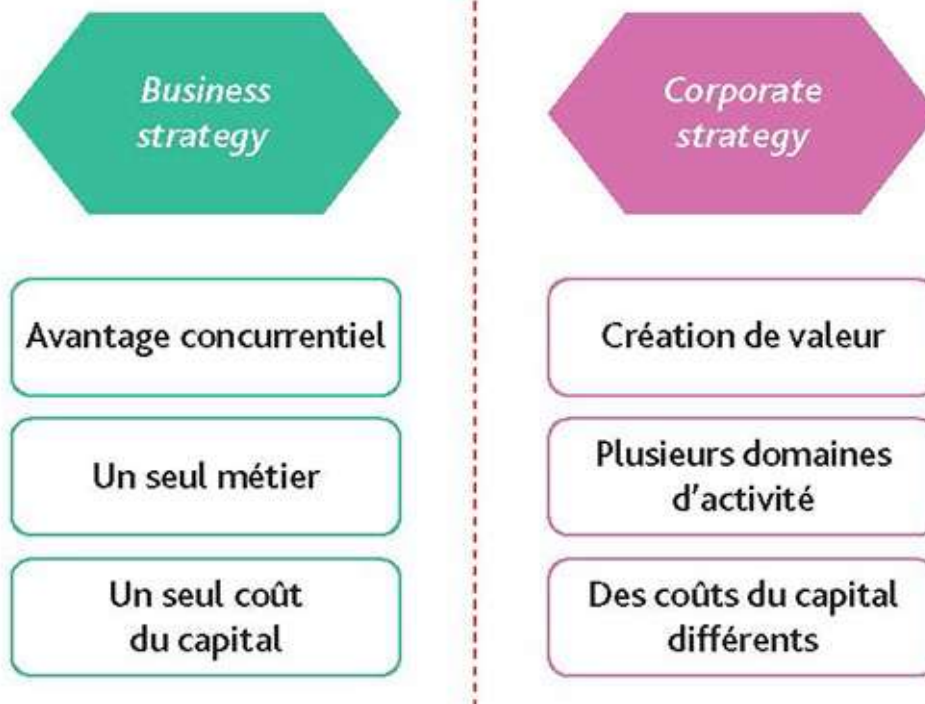 Business
strategy
Avantage concurrentiel
Un seul métier
Un seul coût
du capital
Corporate
strategy
Création de valeur
Plusieurs domaines
d'activité
Des coûts du capital
différents